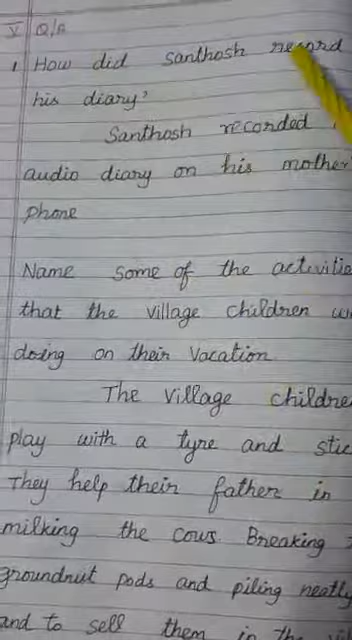 V Q/A
1, How did Santhosh record
his diary?
Santhosh recorded
audio diary on his mother
phone
Name some of the activitie
that the village children w
doing on their vacation
The village childre
play with a tyre and stic
They help their father in
milking the cows Breaking
groundnut pods and piling neatly
and to sell them in the